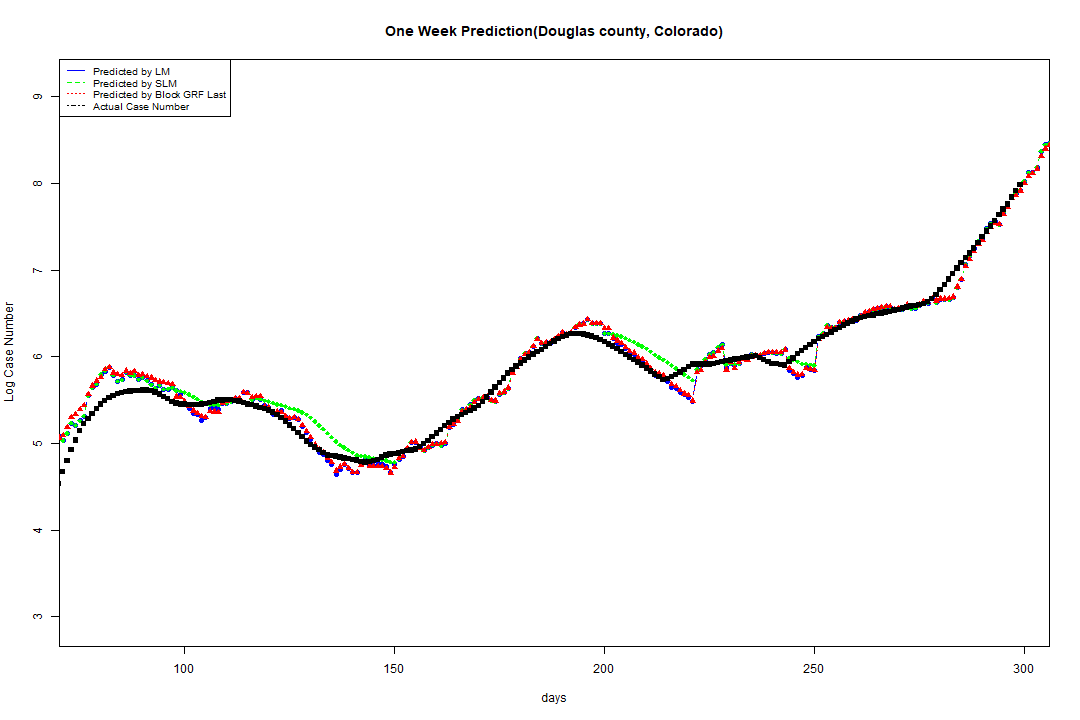 One Week Prediction(Douglas county, Colorado)
Predicted by LM
Predicted by SLM
Predicted by Block GRF Last
Actual Case Number
9
8
7
6
5
4
3
Log Case Number
100 150 200 250 300
days